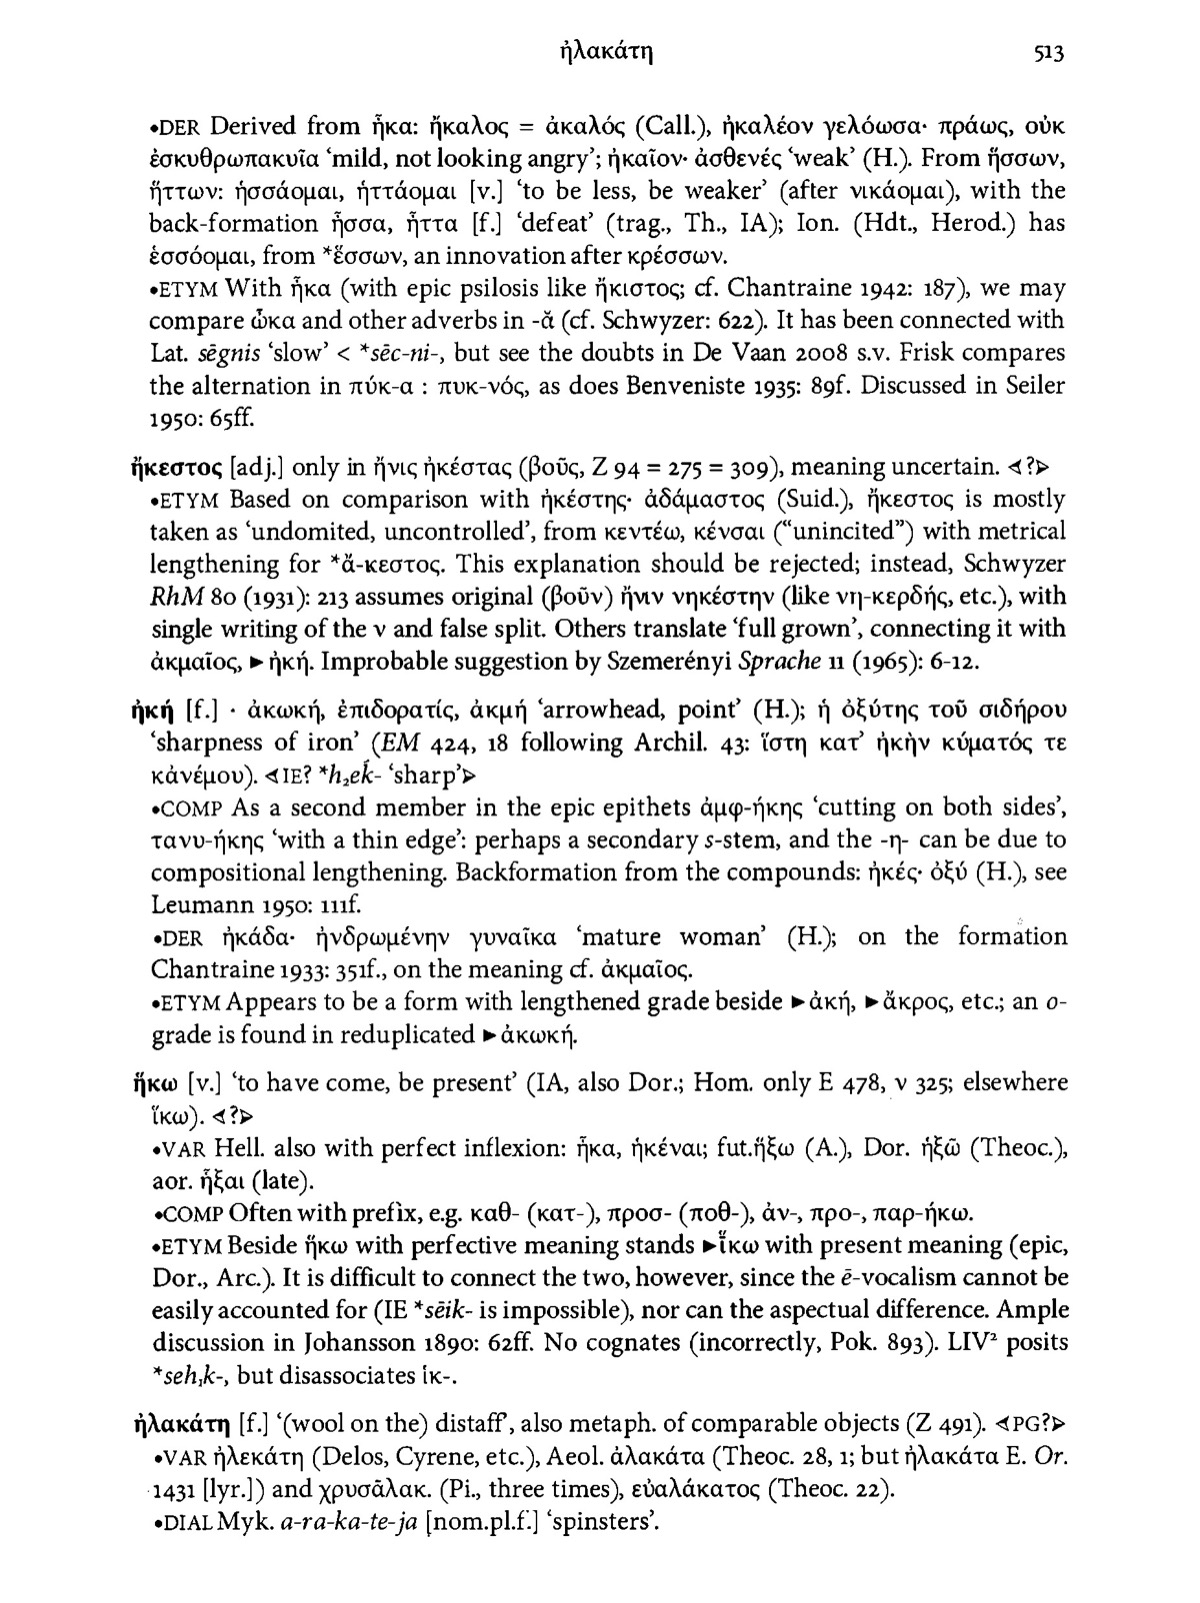 ἠλακάτη 513
•DER Derived from ἦκα: ἤκαλος = ἀκαλός (Call.), ἠκαλέον γελόωσα· πράως, οὐκ
ἐσκυθρωπακυῖα ‘mild, not looking angry’; ἠκαῖον· ἀσθενές ‘weak’ (H.). From ἥσσων,
ἥττων: ἡσσάομαι, ἡττάομαι [v.] ‘to be less, be weaker’ (after νικάομαι), with the
back-formation ἧσσα, ἧττα [f.] ‘defeat’ (trag., Th., IA); Ion. (Hdt., Herod.) has
ἑσσόομαι, from *ἕσσων, an innovation after κρέσσων.
•ETYM With ἦκα (with epic psilosis like ἤκιστος; cf. Chantraine 1942: 187), we may
compare ὦκα and other adverbs in -ᾰ (cf. Schwyzer: 622). It has been connected with
Lat. sēgnis ‘slow’ < *sēc-ni-, but see the doubts in De Vaan 2008 s.v. Frisk compares
the alternation in πύκ-α : πυκ-νός, as does Benveniste 1935: 89f. Discussed in Seiler
1950: 65ff.
ἤκεστος [adj.] only in ἤνις ἠκέστας (βοῦς, Ζ 94 = 275 = 309), meaning uncertain. ⊲?⊳
•ETYM Based on comparison with ἠκέστης· ἀδάμαστος (Suid.), ἤκεστος is mostly
taken as ‘undomited, uncontrolled’, from κεντέω, κένσαι (“unincited”) with metrical
lengthening for *ἄ-κεστος. This explanation should be rejected; instead, Schwyzer
RhM 80 (1931): 213 assumes original (βοῦν) ἤνιν νηκέστην (like νη-κερδής, etc.), with
single writing of the ν and false split. Others translate ‘full grown’, connecting it with
ἀκμαῖος, ►ἠκή. Improbable suggestion by Szemerényi Sprache 11 (1965): 6-12.
ἠκή [f.] · ἀκωκή, ἐπιδορατίς, ἀκμή ‘arrowhead, point’ (H.); ἡ ὀξύτης τοῦ σιδήρου
‘sharpness of iron’ (EM 424, 18 following Archil. 43: ἵστη κατ’ ἠκὴν κύματός τε
κἀνέμου). ⊲IE? *h₂eḱ- ‘sharp’⊳
•COMP As a second member in the epic epithets ἀμφ-ήκης ‘cutting on both sides’,
τανυ-ήκης ‘with a thin edge’: perhaps a secondary s-stem, and the -η- can be due to
compositional lengthening. Backformation from the compounds: ἠκές· ὀξύ (H.), see
Leumann 1950: 111f.
•DER ἠκάδα· ἠνδρωμένην γυναῖκα ‘mature woman’ (H.); on the formation
Chantraine 1933: 351f., on the meaning cf. ἀκμαῖος.
•ETYM Appears to be a form with lengthened grade beside ►ἀκή, ►ἄκρος, etc.; an o-
grade is found in reduplicated ►ἀκωκή.
ἥκω [v.] ‘to have come, be present’ (IA, also Dor.; Hom. only Ε 478, ν 325; elsewhere
ἵκω). ⊲?⊳
•VAR Hell. also with perfect inflexion: ἧκα, ἡκέναι; fut.ἥξω (A.), Dor. ἡξῶ (Theoc.),
aor. ἧξαι (late).
•COMP Often with prefix, e.g. καθ- (κατ-), προσ- (ποθ-), ἀν-, προ-, παρ-ήκω.
•ETYM Beside ἥκω with perfective meaning stands ►ἵ̄κω with present meaning (epic,
Dor., Arc.). It is difficult to connect the two, however, since the ē-vocalism cannot be
easily accounted for (IE *sēik- is impossible), nor can the aspectual difference. Ample
discussion in Johansson 1890: 62ff. No cognates (incorrectly, Pok. 893). LIV² posits
*seh₁k-, but disassociates ἱκ-.
ἠλακάτη [f.] ‘(wool on the) distaff’, also metaph. of comparable objects (Ζ 491). ⊲PG?⊳
•VAR ἠλεκάτη (Delos, Cyrene, etc.), Aeol. ἀλακάτα (Theoc. 28, 1; but ἠλακάτα E. Or.
1431 [lyr.]) and χρυσᾱλακ. (Pi., three times), εὐαλάκατος (Theoc. 22).
•DIAL Myk. a-ra-ka-te-ja [nom.pl.f.] ‘spinsters’.